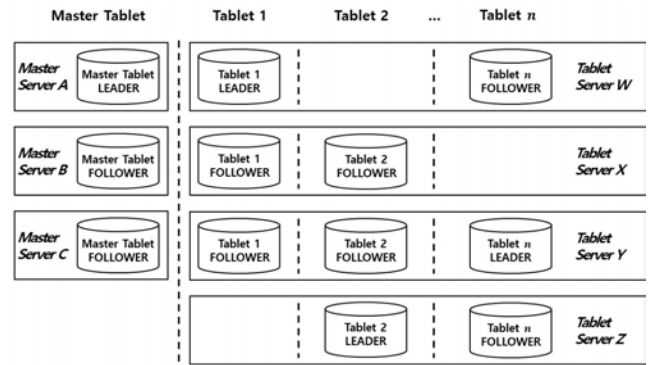 Master Tablet Tablet 1 Tablet 2 ... Tablet n
Master
Server A
Master Tablet
LEADER
Tablet 1
LEADER
Tablet n
FOLLOWER
Tablet
Server W
Master
Server B
Master Tablet
FOLLOWER
Tablet 1
FOLLOWER
Tablet 2
FOLLOWER
Tablet
Server X
Master
Server C
Master Tablet
FOLLOWER
Tablet 1
FOLLOWER
Tablet 2
FOLLOWER
Tablet n
LEADER
Tablet
Server Y
Tablet 2
LEADER
Tablet n
FOLLOWER
Tablet
Server Z